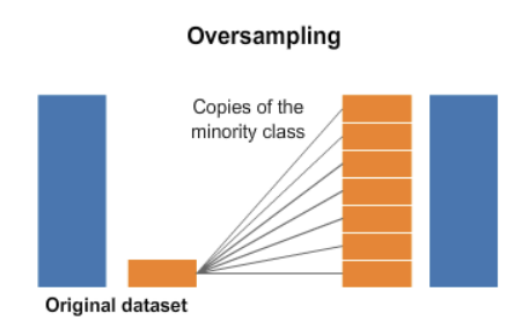 Oversampling
Copies of the
minority class
Original dataset